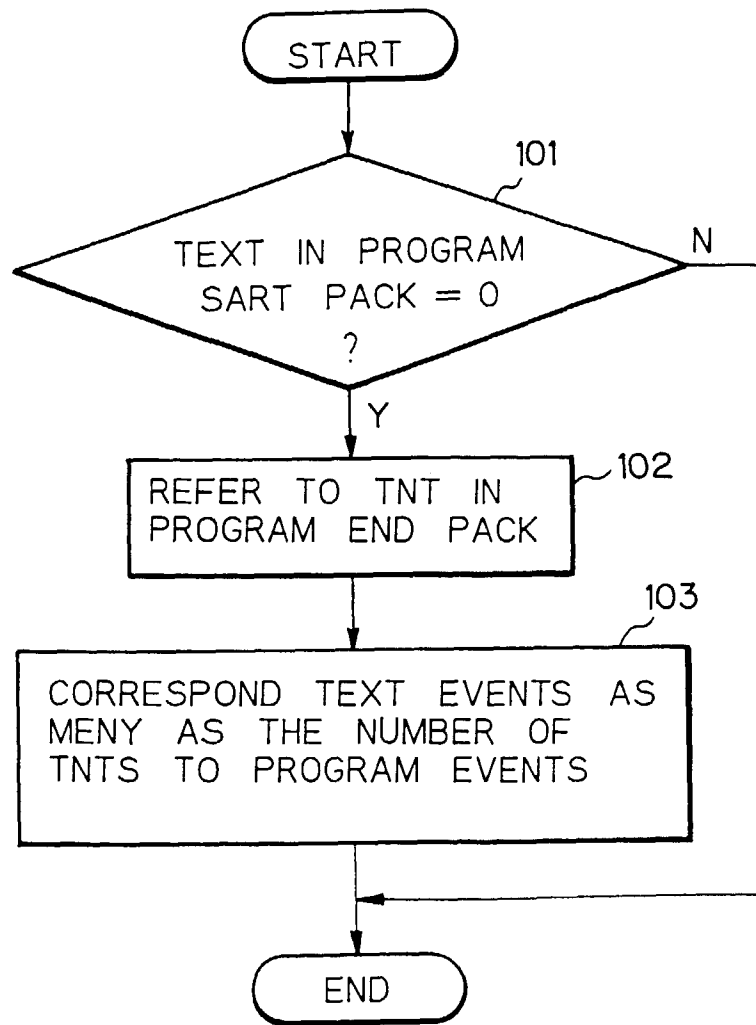 START
101
TEXT IN PROGRAM
SART PACK = 0
?
N
Y
102
REFER TO TNT IN
PROGRAM END PACK
103
CORRESPOND TEXT EVENTS AS
MENY AS THE NUMBER OF
TNTS TO PROGRAM EVENTS
END